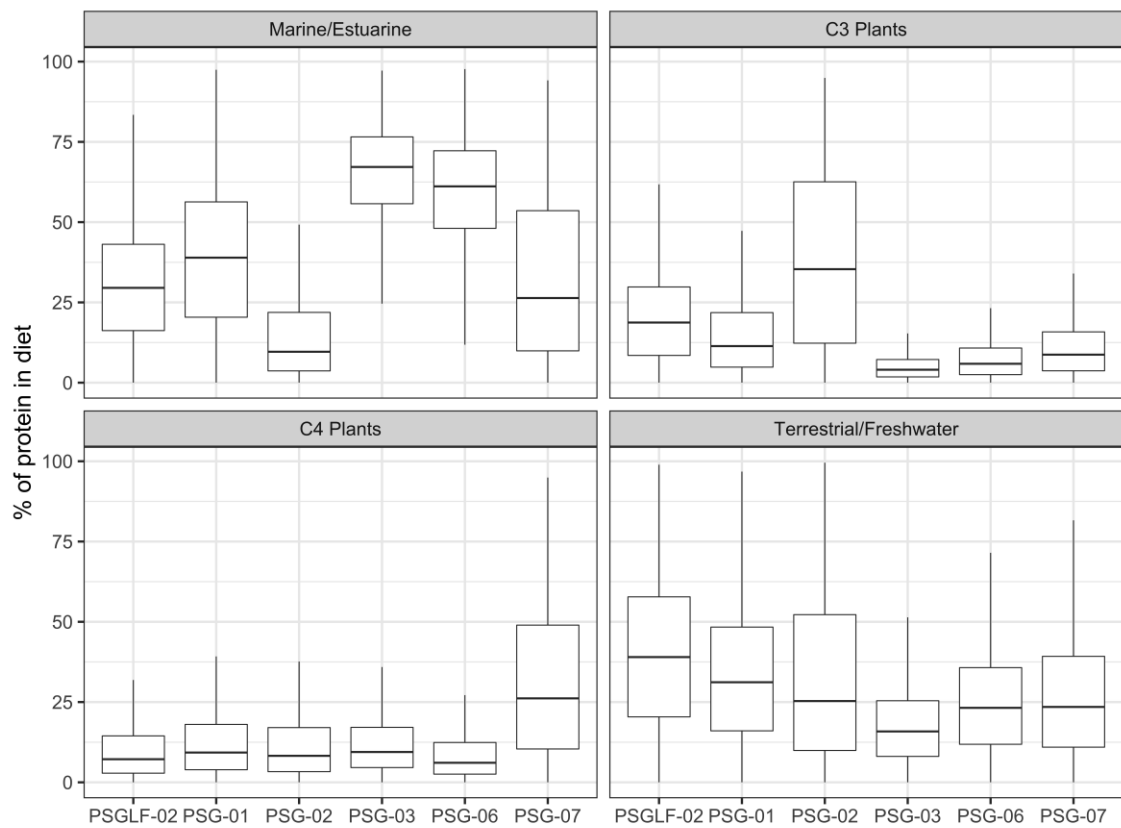 Marine/Estuarine
C3 Plants
100
75
50
25
0
C4 Plants
Terrestrial/Freshwater
100
75
50
25
0
% of protein in diet
PSGLF-02 PSG-01 PSG-02 PSG-03 PSG-06 PSG-07
PSGLF-02 PSG-01 PSG-02 PSG-03 PSG-06 PSG-07